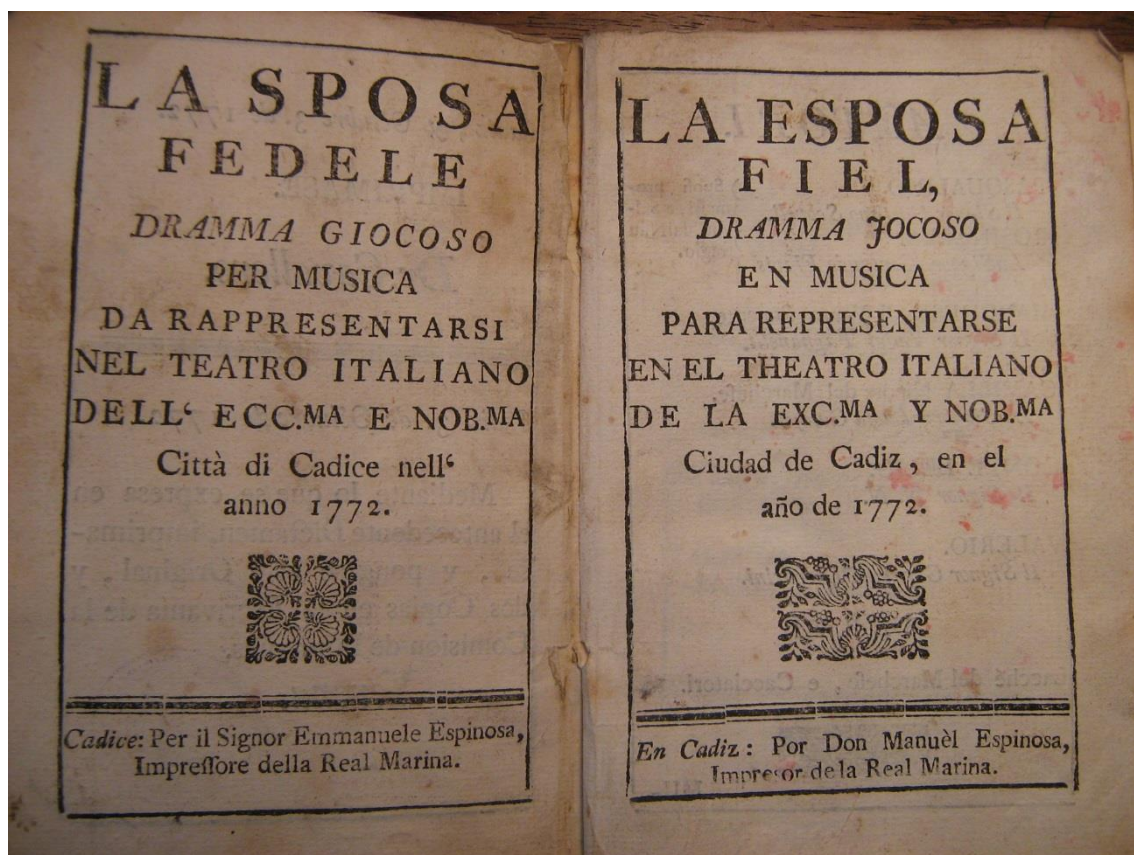 LA SPOSA
FEDELE
DRAMMA GIOCOSO
PER MUSICA
DA RAPPRESENTARSI
NEL TEATRO ITALIANO
DELL‘ ECC.MA E NOB.MA
Città di Cadice nell‘
anno 1772.
Cadice: Per il Signor Emmanuele Espinosa,
Impreſſore della Real Marina.
LA ESPOSA
FIEL,
DRAMMA JOCOSO
EN MUSICA
PARA REPRESENTARSE
EN EL THEATRO ITALIANO
DE LA EXC.MA Y NOB.MA
Ciudad de Cadiz, en el
año de 1772.
En Cadiz: Por Don Manuèl Espinosa,
Impresor de la Real Marina.